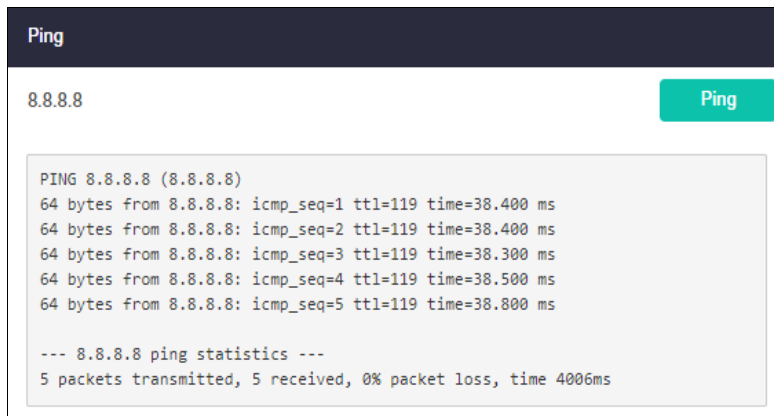 Ping
8.8.8.8
Ping
PING 8.8.8.8 (8.8.8.8)
64 bytes from 8.8.8.8: icmp_seq=1 ttl=119 time=38.400 ms
64 bytes from 8.8.8.8: icmp_seq=2 ttl=119 time=38.400 ms
64 bytes from 8.8.8.8: icmp_seq=3 ttl=119 time=38.300 ms
64 bytes from 8.8.8.8: icmp_seq=4 ttl=119 time=38.500 ms
64 bytes from 8.8.8.8: icmp_seq=5 ttl=119 time=38.800 ms
--- 8.8.8.8 ping statistics ---
5 packets transmitted, 5 received, 0% packet loss, time 4006ms